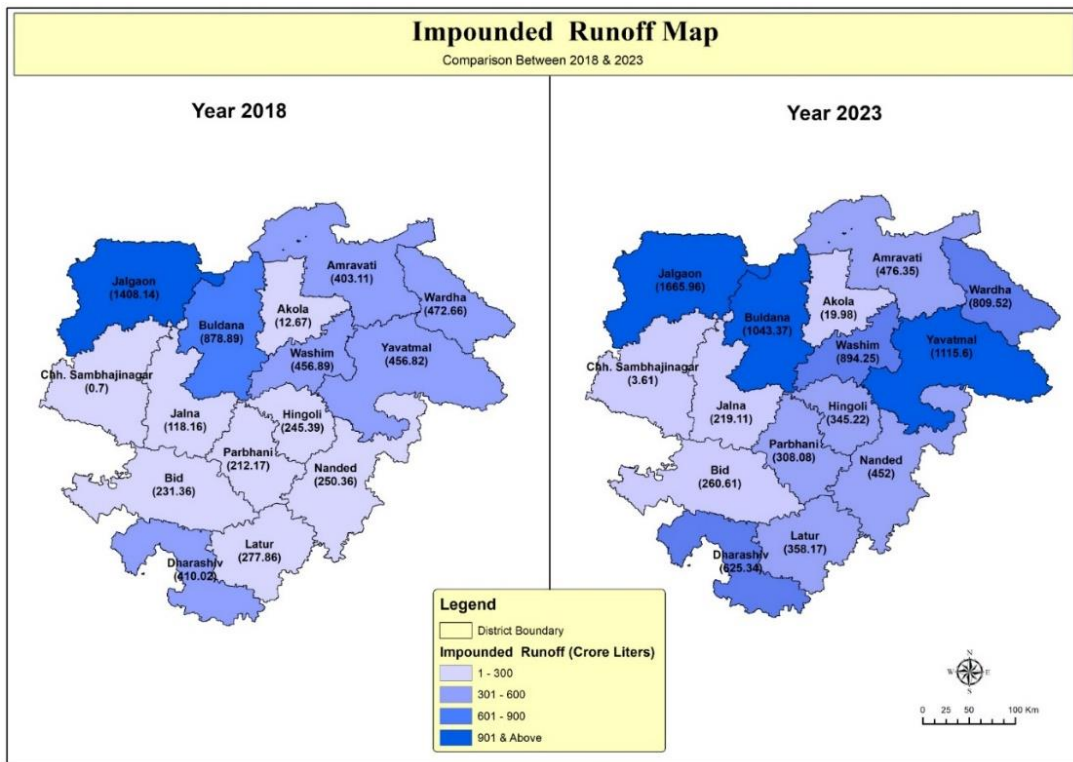 Impounded Runoff Map
Comparison Between 2018 & 2023
Year 2018
Jalgaon
(1408.14)
Buldana
(878.89)
Akola
(12.67)
Amravati
(403.11)
Wardha
(472.66)
Washim
(456.89)
Yavatmal
(456.82)
Chh. Sambhajinagar
(0.7)
Jalna
(118.16)
Hingoli
(245.39)
Parbhani
(212.17)
Nanded
(250.36)
Bid
(231.36)
Latur
(277.86)
Dharashiv
(410.02)
Year 2023
Jalgaon
(1665.96)
Buldana
(1043.37)
Akola
(19.98)
Amravati
(476.35)
Wardha
(809.52)
Washim
(894.25)
Yavatmal
(1115.6)
Chh. Sambhajinagar
(3.61)
Jalna
(219.11)
Hingoli
(345.22)
Parbhani
(308.08)
Nanded
(452)
Bid
(260.61)
Latur
(358.17)
Dharashiv
(625.34)
Legend
District Boundary
Impounded Runoff (Crore Liters)
1 - 300
301 - 600
601 - 900
901 & Above
N
W E
S
0 25 50 100 Km